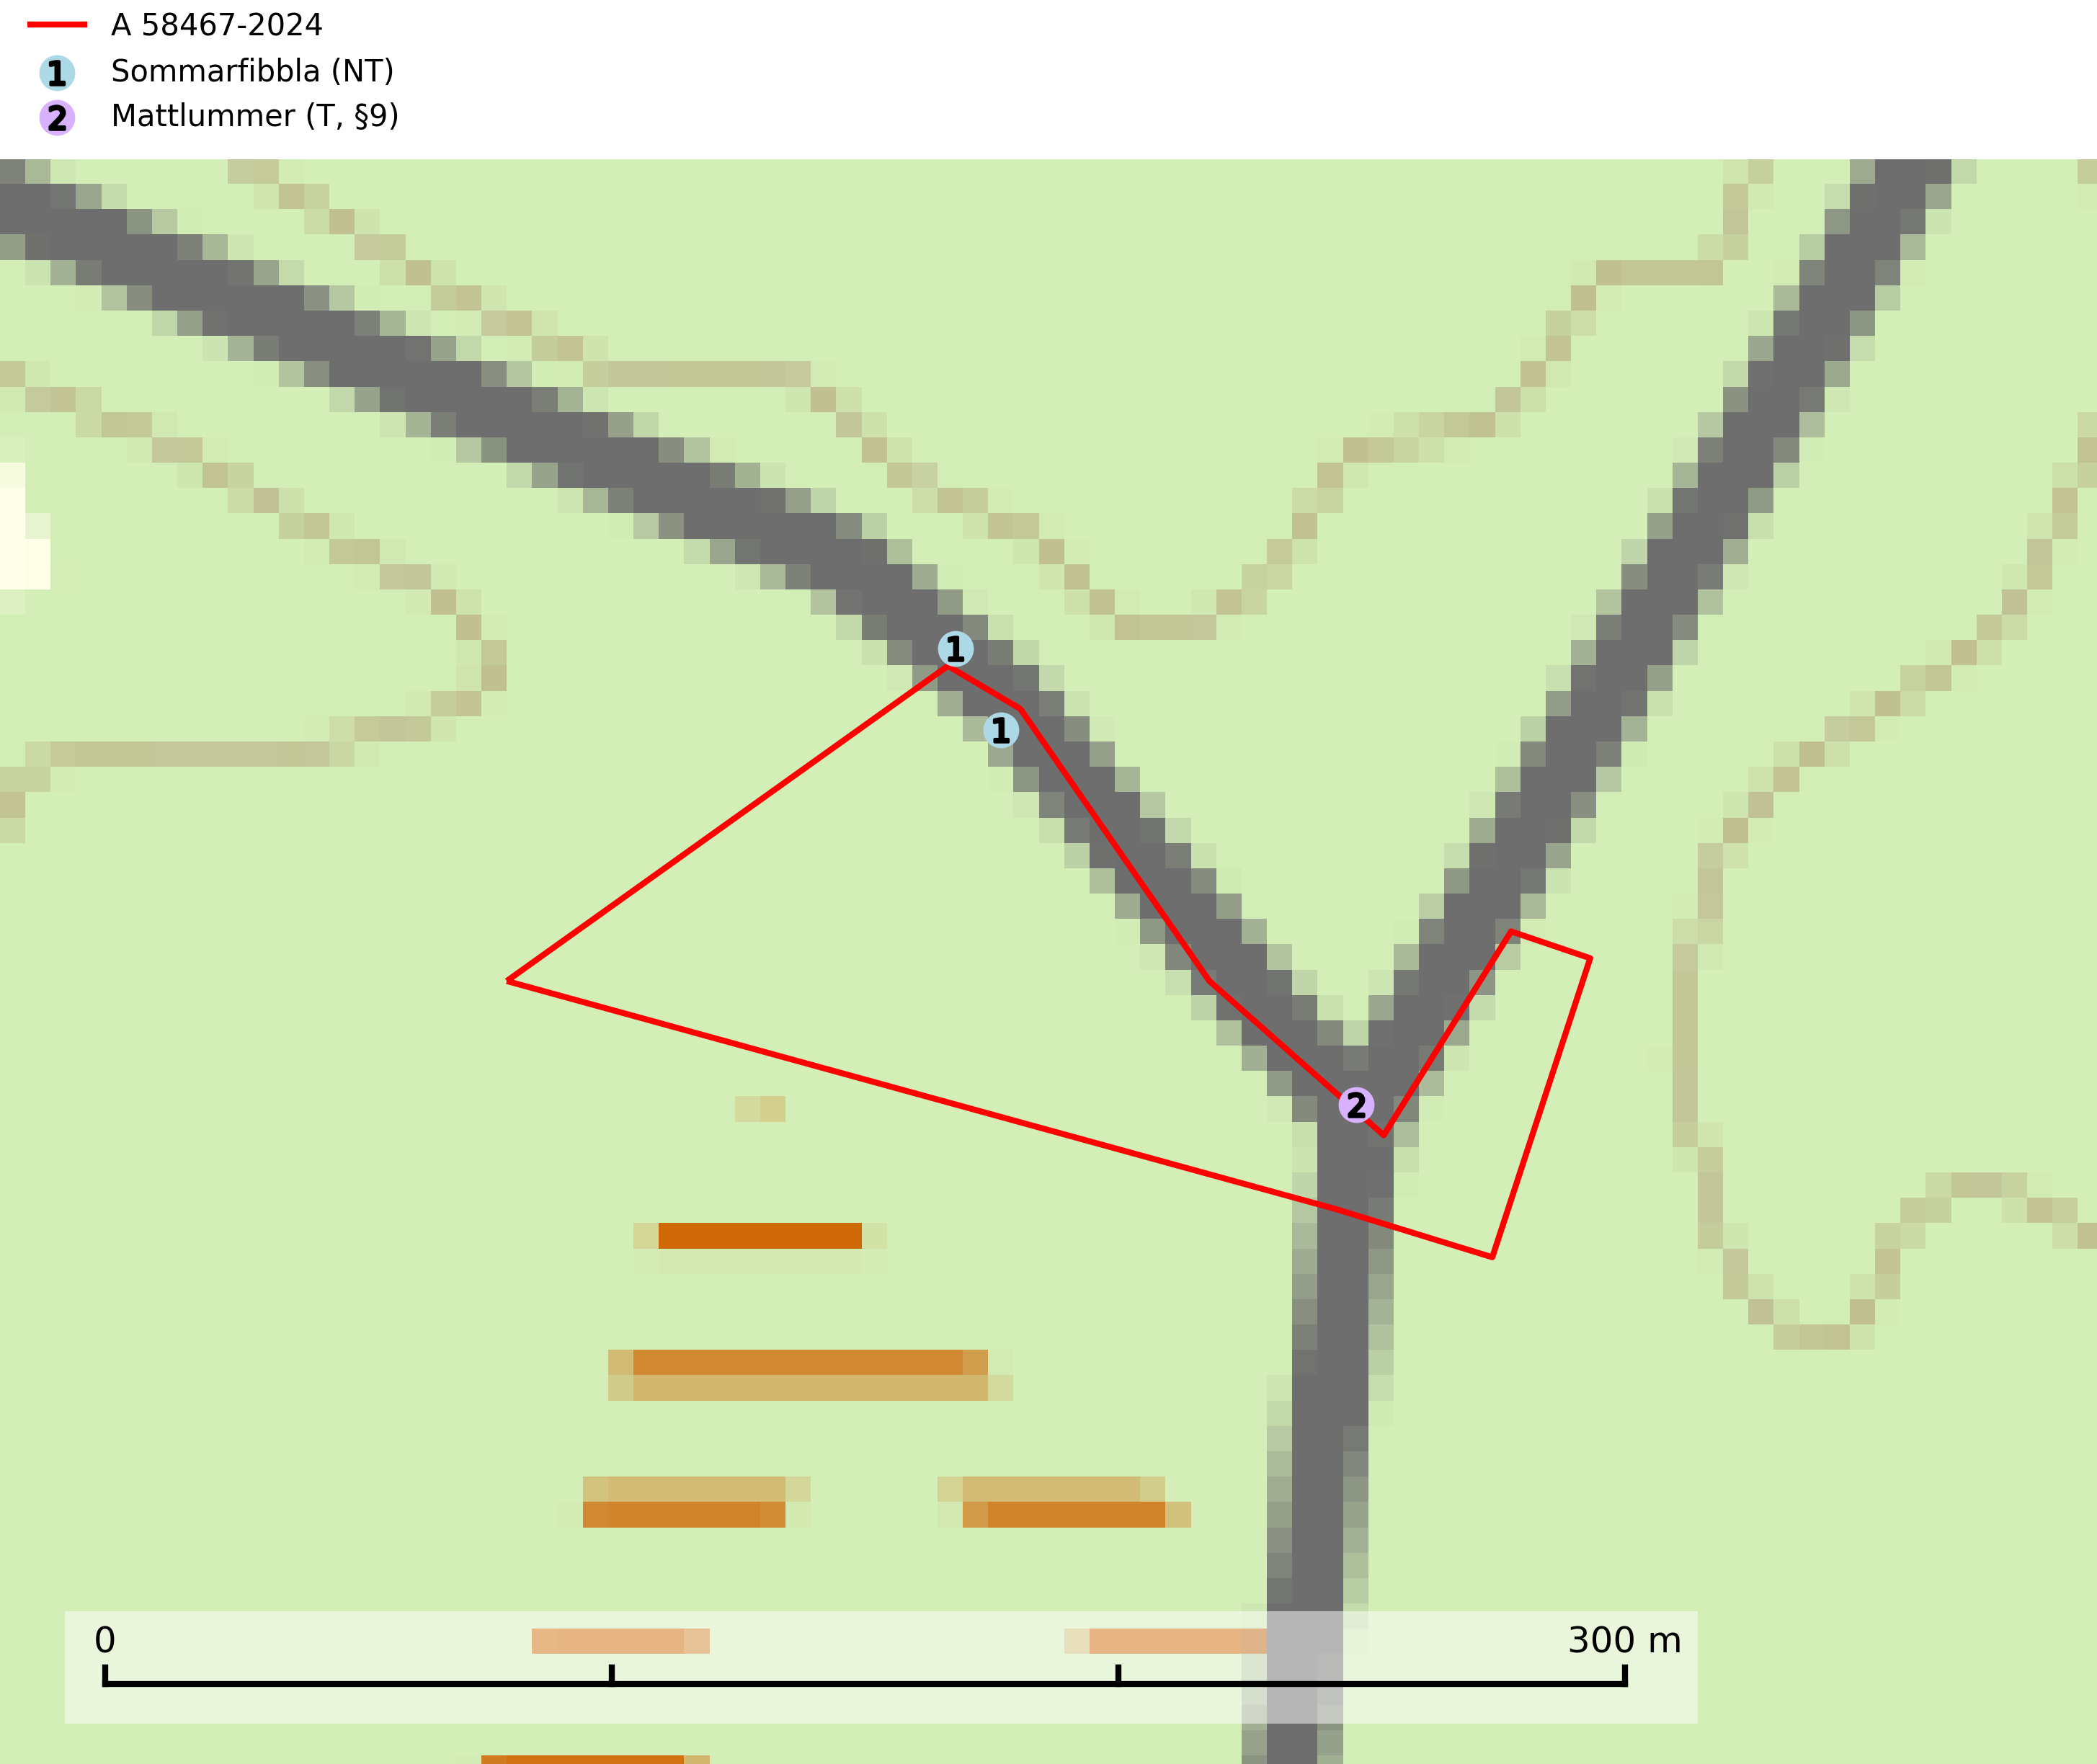 A 58467-2024
1 Sommarfibbla (NT)
2 Mattlummer (T, §9)
1
1
2
0 300 m